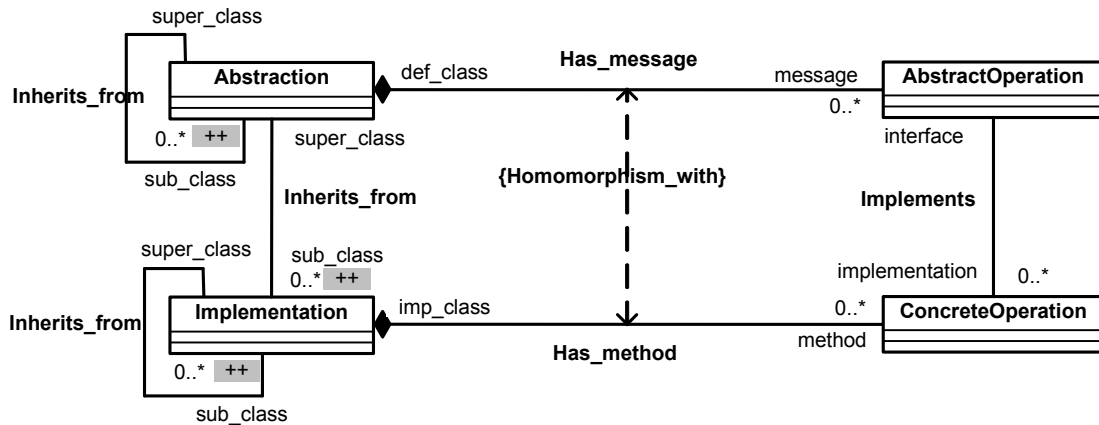 super_class
Abstraction
def_class
Has_message
message
AbstractOperation
Inherits_from
0..* ++
super_class
0..*
interface
sub_class
{Homomorphism_with}
Inherits_from
Implements
super_class
sub_class
0..* ++
implementation
0..*
Implementation
imp_class
0..*
ConcreteOperation
Inherits_from
Has_method
method
0..* ++
sub_class